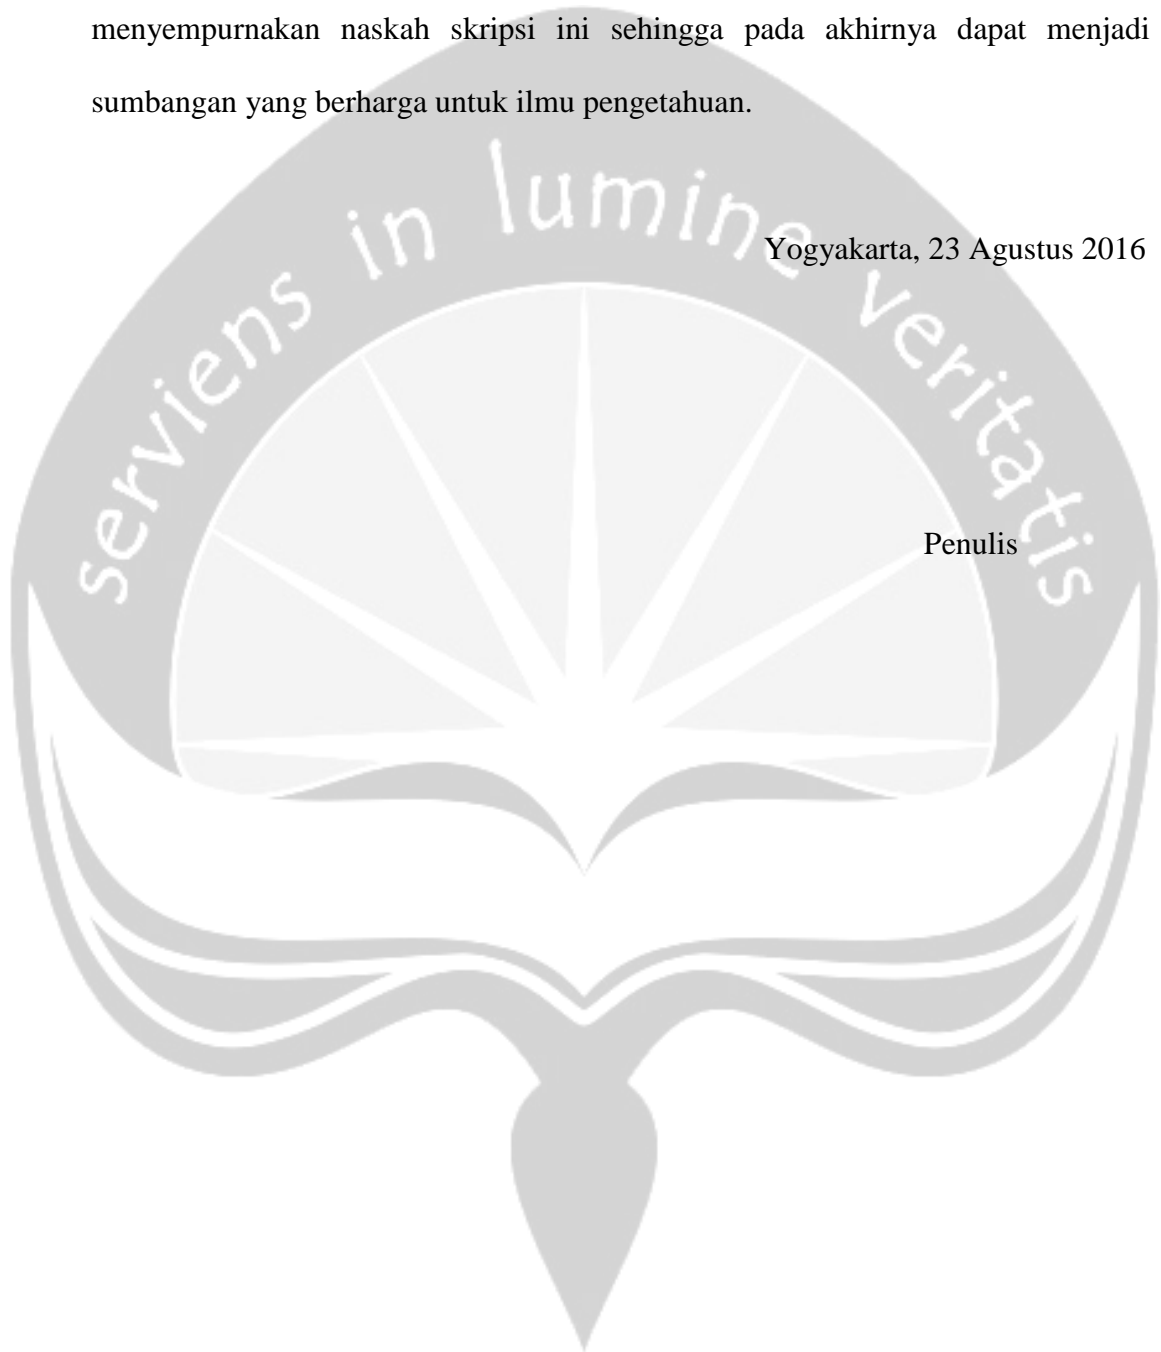 menyempurnakan naskah skripsi ini sehingga pada akhirnya dapat menjadi
sumbangan yang berharga untuk ilmu pengetahuan.
serviens in lumine veritatis
Yogyakarta, 23 Agustus 2016
Penulis